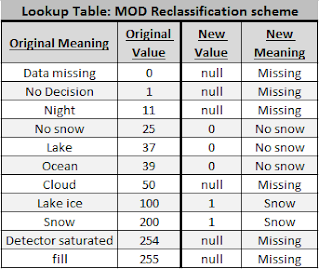 Lookup Table: MOD Reclassification scheme
Original Meaning Original Value New Value New Meaning
Data missing 0 null Missing
No Decision 1 null Missing
Night 11 null Missing
No snow 25 0 No snow
Lake 37 0 No snow
Ocean 39 0 No snow
Cloud 50 null Missing
Lake ice 100 1 Snow
Snow 200 1 Snow
Detector saturated 254 null Missing
fill 255 null Missing